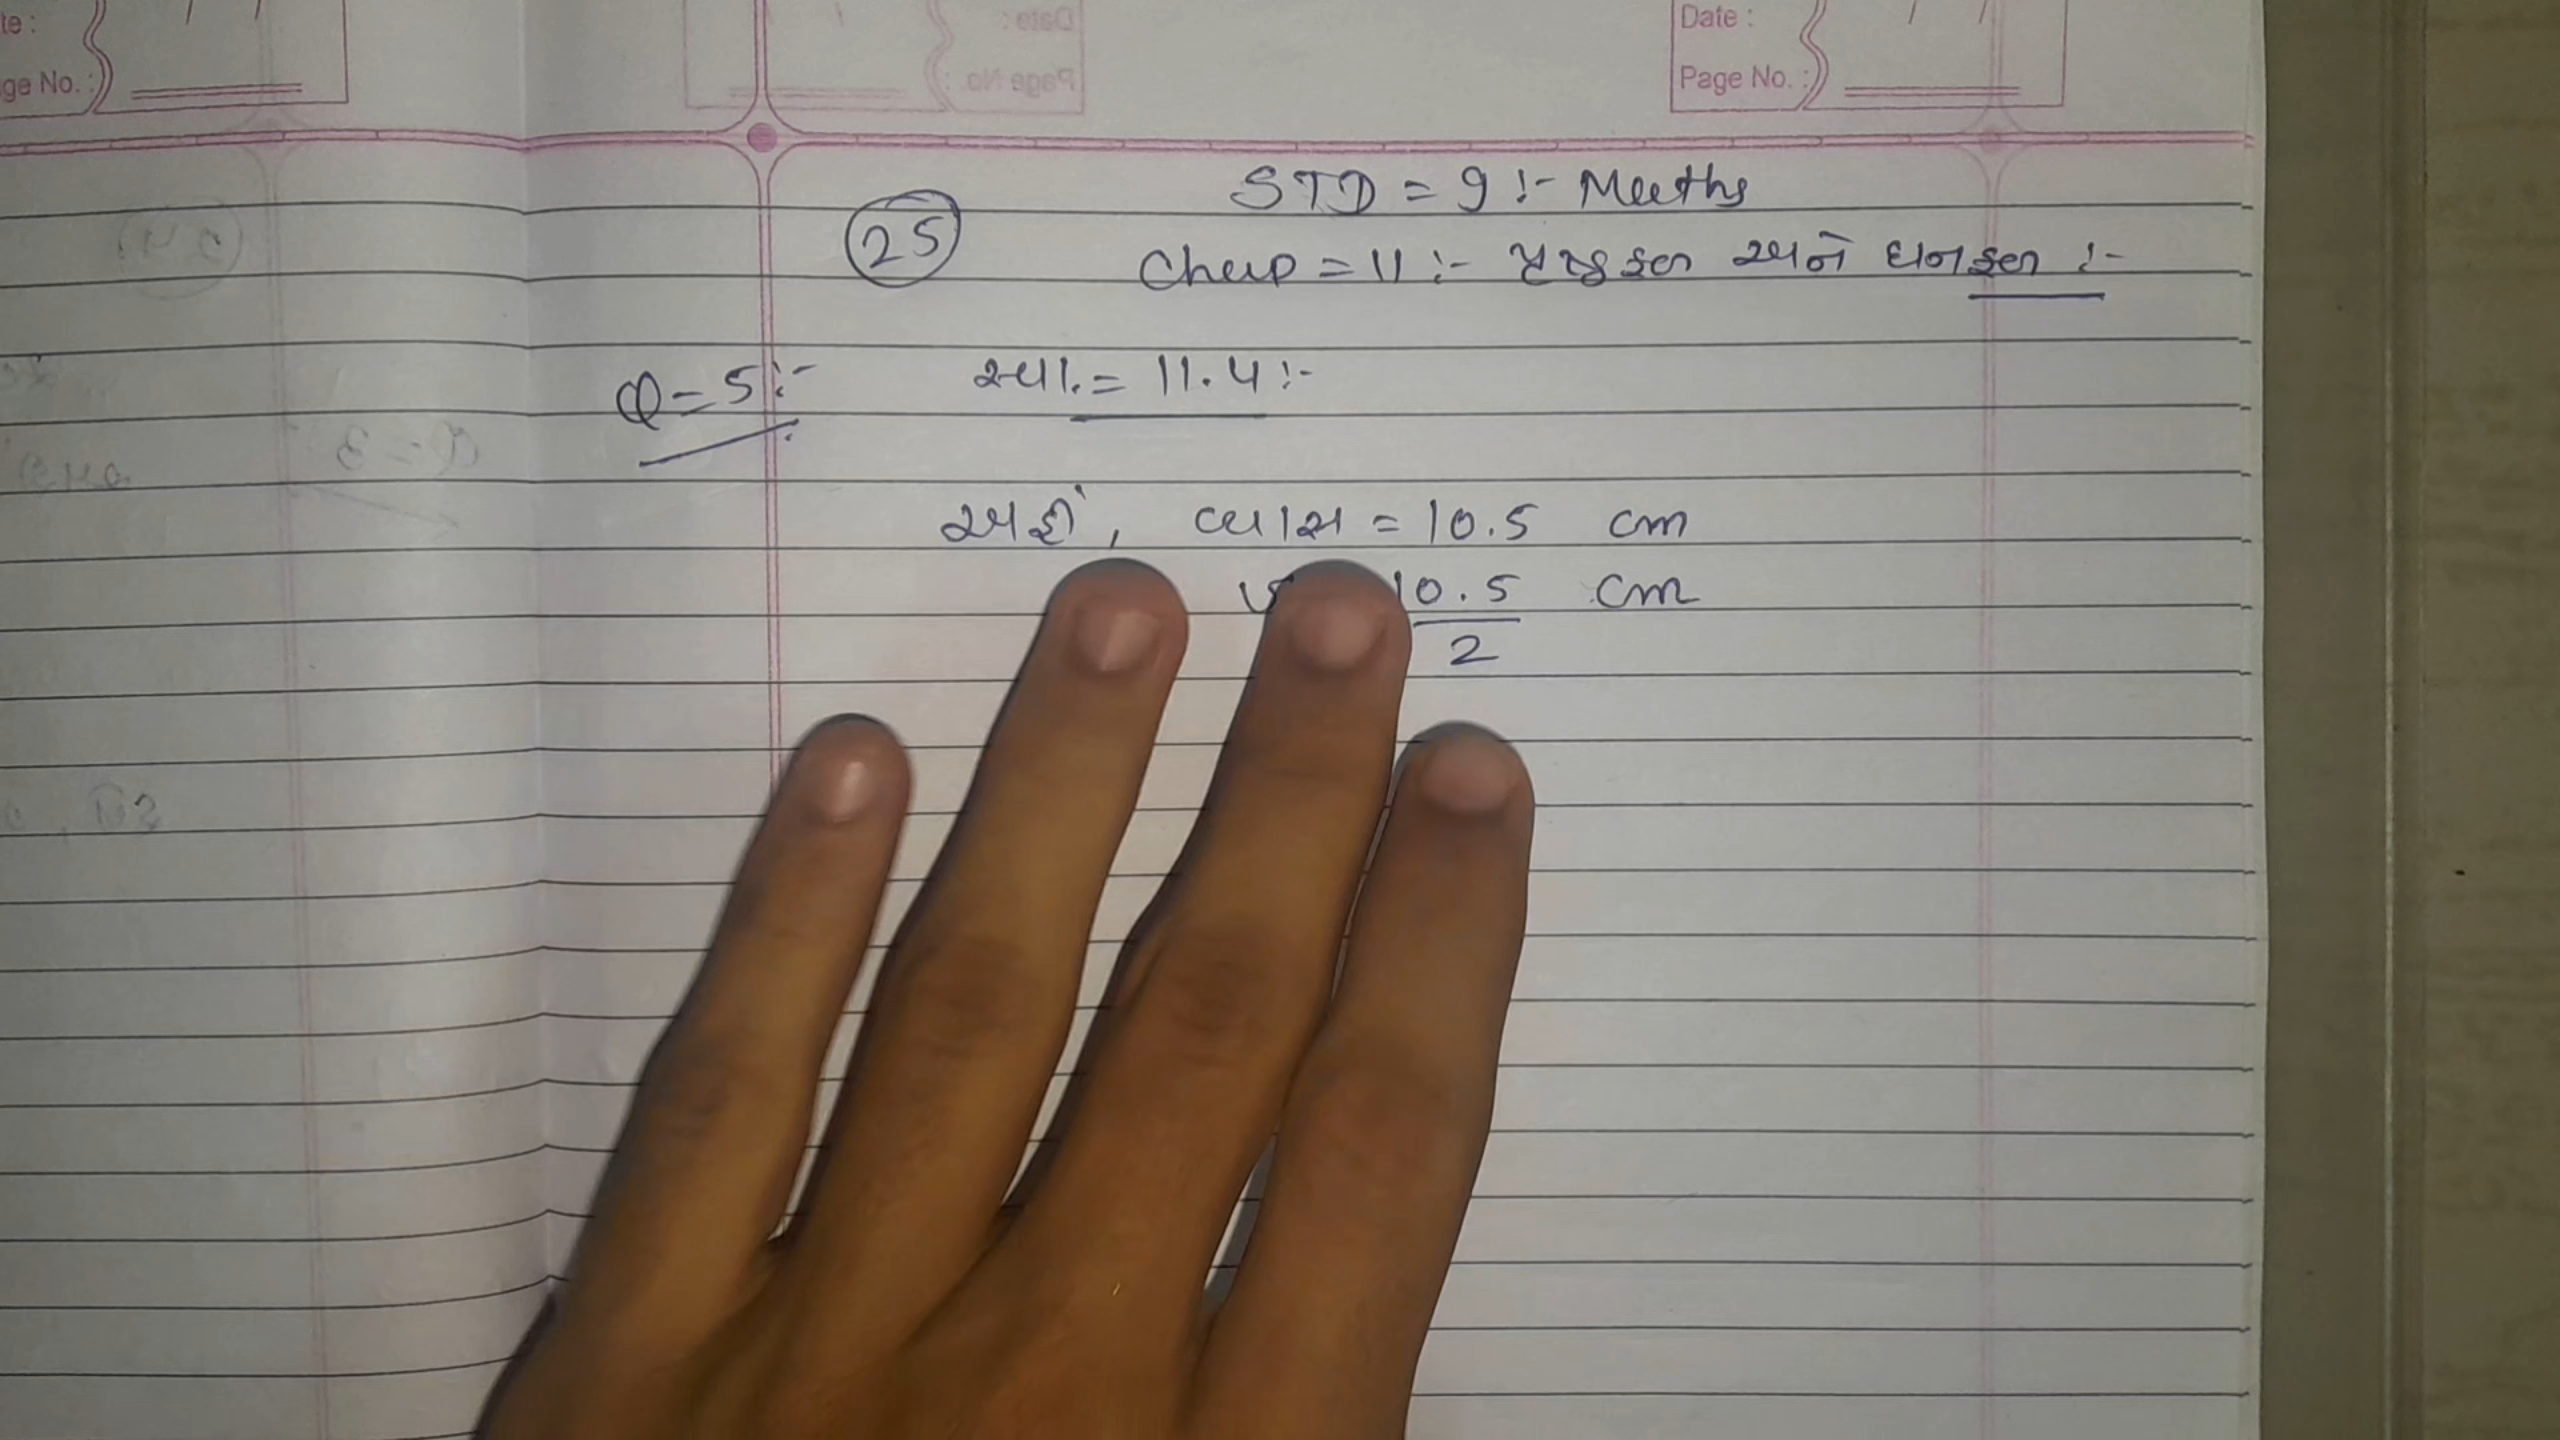 Date :
Page No. :
STD = 9 :- Maths
25
Chap = 11 :- પૃષ્ઠફળ અને ઘનફળ :-
Q = 5 :- સ્વા. = 11.4 :-
અહીં, વ્યાસ = 10.5 cm
10.5 cm
2